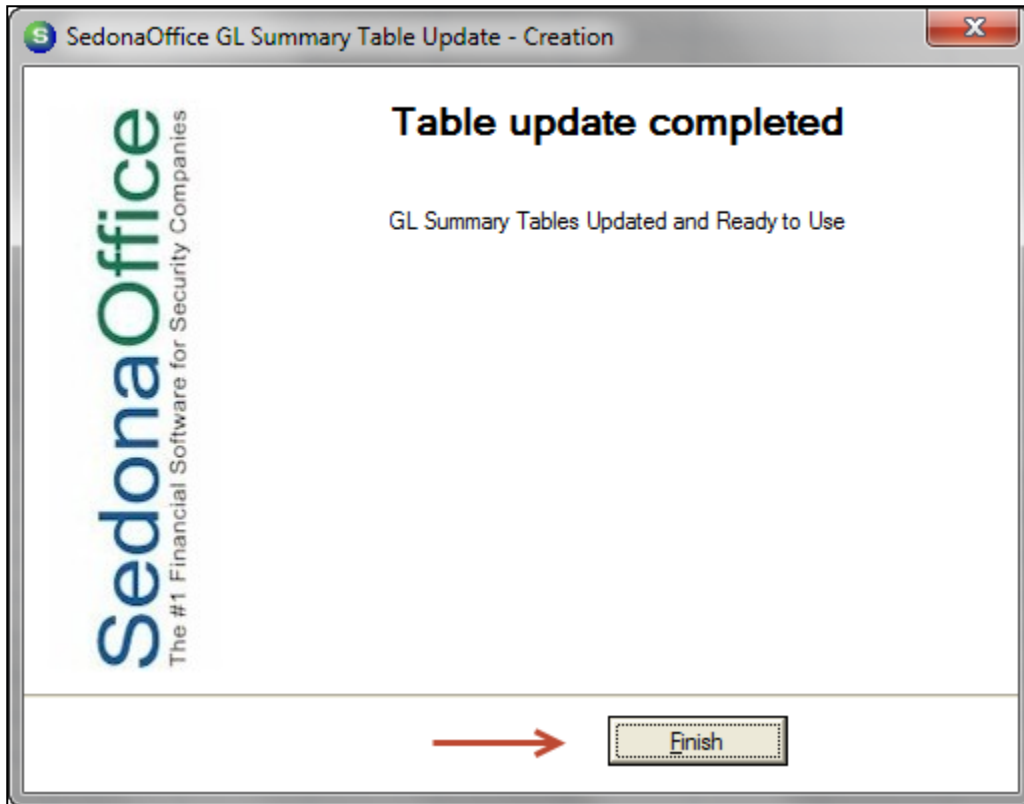 SedonaOffice GL Summary Table Update - Creation
X
SedonaOffice
The #1 Financial Software for Security Companies
Table update completed
GL Summary Tables Updated and Ready to Use
Finish